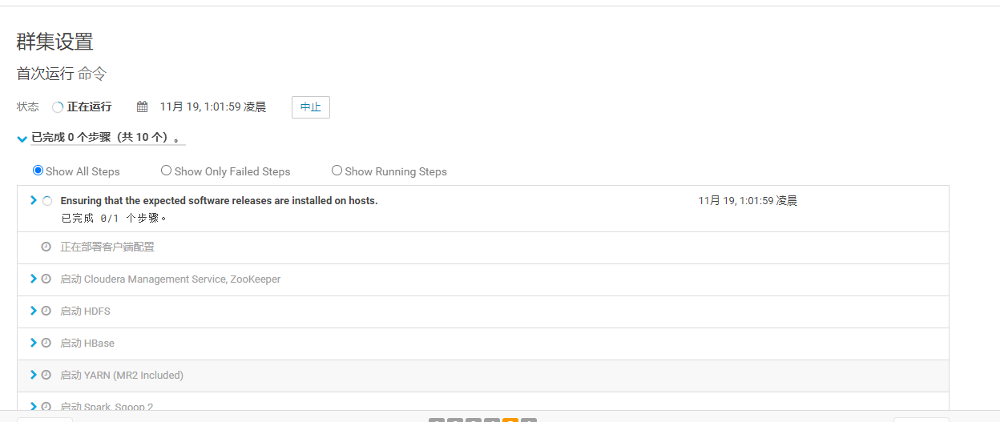 群集设置
首次运行 命令
状态 正在运行 11月 19, 1:01:59 凌晨 中止
已完成 0 个步骤（共 10 个）。
Show All Steps Show Only Failed Steps Show Running Steps
Ensuring that the expected software releases are installed on hosts. 11月 19, 1:01:59 凌晨
已完成 0/1 个步骤。
正在部署客户端配置
启动 Cloudera Management Service, ZooKeeper
启动 HDFS
启动 HBase
启动 YARN (MR2 Included)
启动 Spark, Sqoop 2